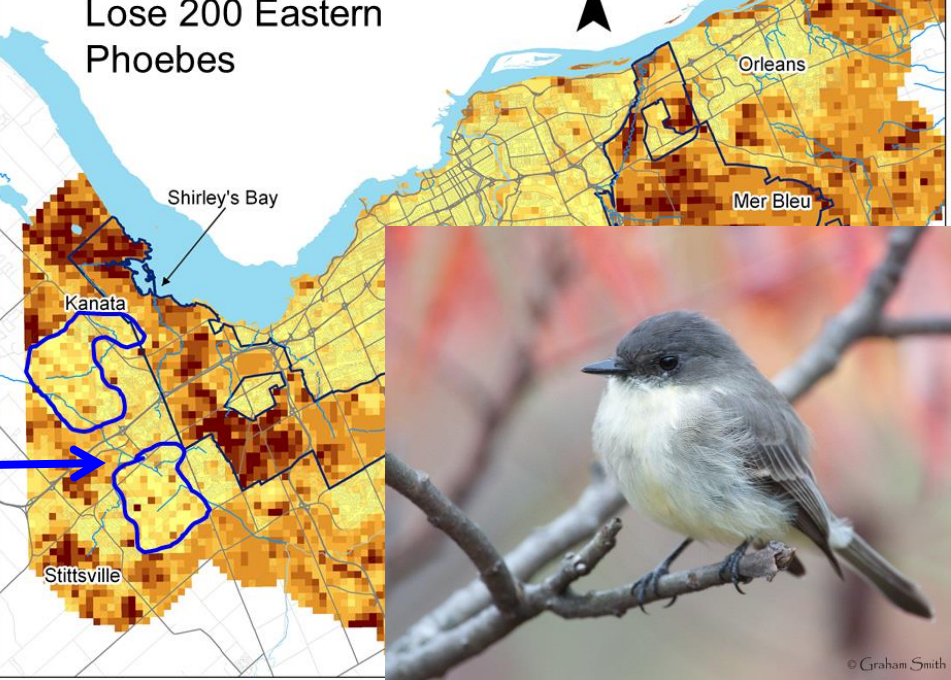 Lose 200 Eastern
Phoebes
Orleans
Shirley's Bay
Mer Bleu
Kanata
Stittsville
© Graham Smith